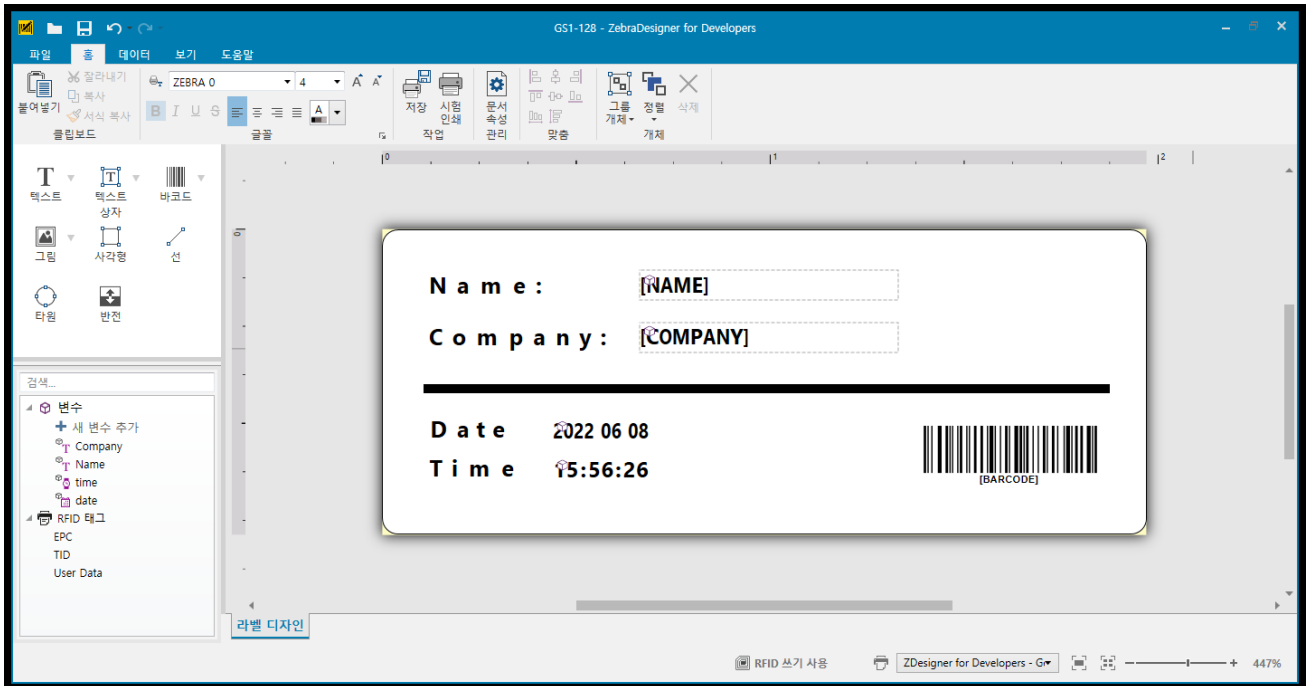 GS1-128 - ZebraDesigner for Developers
파일 홈 데이터 보기 도움말
붙여넣기
잘라내기
복사
서식 복사
클립보드
ZEBRA 0 4
B I U S
글꼴
저장 시험 인쇄
작업
문서 속성
관리
맞춤
그룹 개체 정렬 삭제
개체
텍스트 텍스트 상자 바코드
그림 사각형 선
타원 반전
검색...
변수
새 변수 추가
Company
Name
time
date
RFID 태그
EPC
TID
User Data
0 1 2
0
Name: [NAME]
Company: [COMPANY]
Date 2022 06 08
Time 15:56:26
[BARCODE]
라벨 디자인
RFID 쓰기 사용 ZDesigner for Developers - G 447%